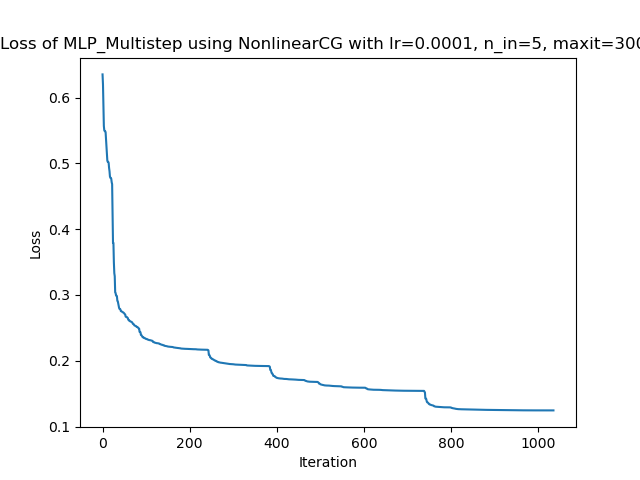 Loss of MLP_Multistep using NonlinearCG with lr=0.0001, n_in=5, maxit=300
0.6
0.5
0.4
0.3
0.2
0.1
Loss
0 200 400 600 800 1000
Iteration